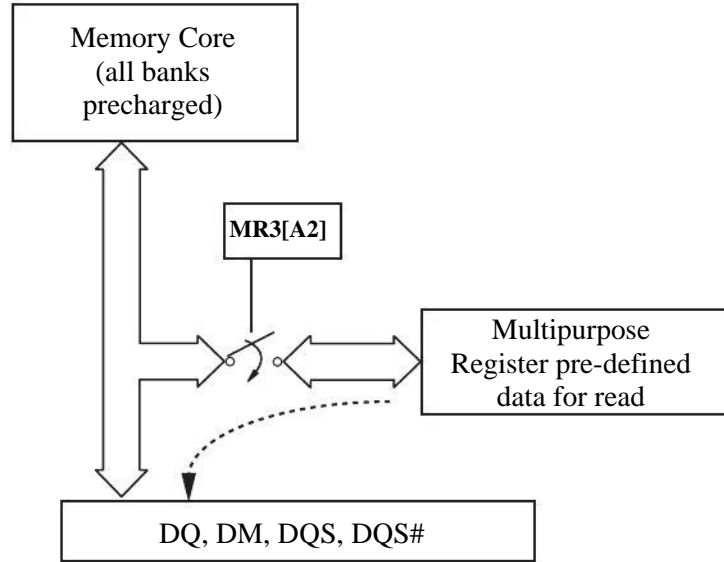 Memory Core
(all banks
precharged)
MR3[A2]
Multipurpose
Register pre-defined
data for read
DQ, DM, DQS, DQS#